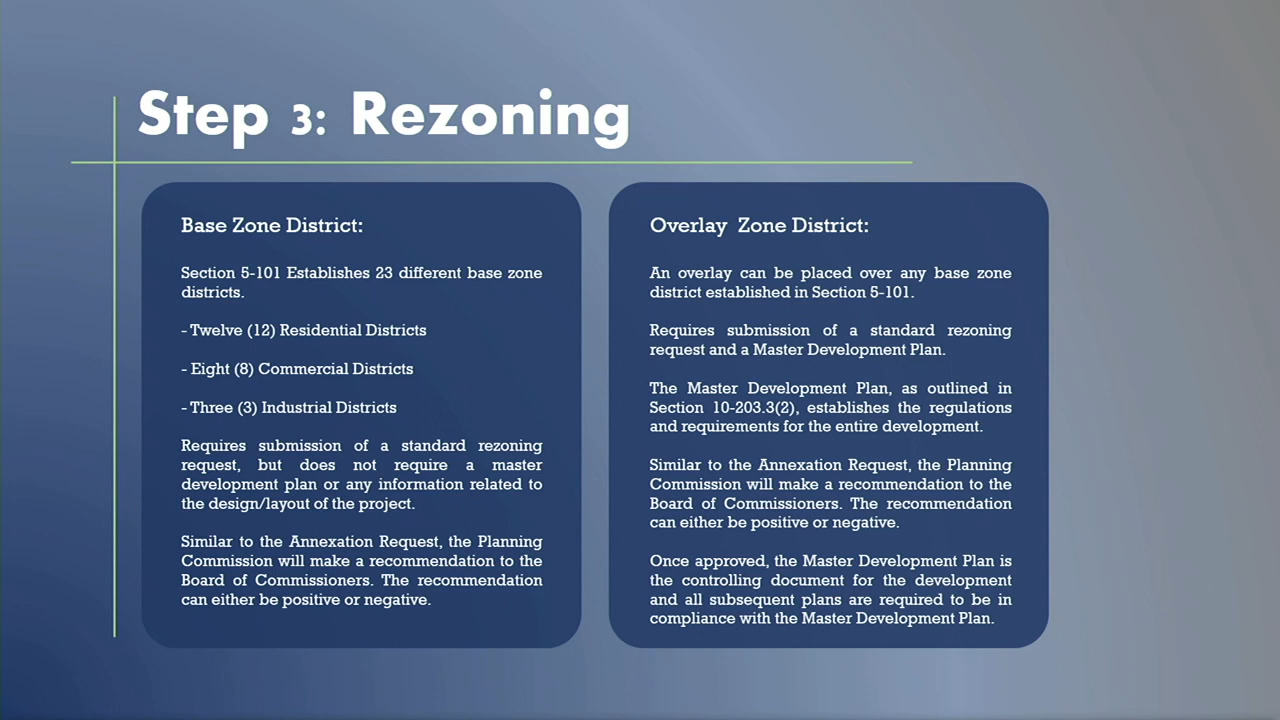 Step 3: Rezoning
Base Zone District:
Section 5-101 Establishes 23 different base zone
districts.
- Twelve (12) Residential Districts
- Eight (8) Commercial Districts
- Three (3) Industrial Districts
Requires submission of a standard rezoning
request, but does not require a master
development plan or any information related to
the design/layout of the project.
Similar to the Annexation Request, the Planning
Commission will make a recommendation to the
Board of Commissioners. The recommendation
can either be positive or negative.
Overlay Zone District:
An overlay can be placed over any base zone
district established in Section 5-101.
Requires submission of a standard rezoning
request and a Master Development Plan.
The Master Development Plan, as outlined in
Section 10-203.3(2), establishes the regulations
and requirements for the entire development.
Similar to the Annexation Request, the Planning
Commission will make a recommendation to the
Board of Commissioners. The recommendation
can either be positive or negative.
Once approved, the Master Development Plan is
the controlling document for the development
and all subsequent plans are required to be in
compliance with the Master Development Plan.